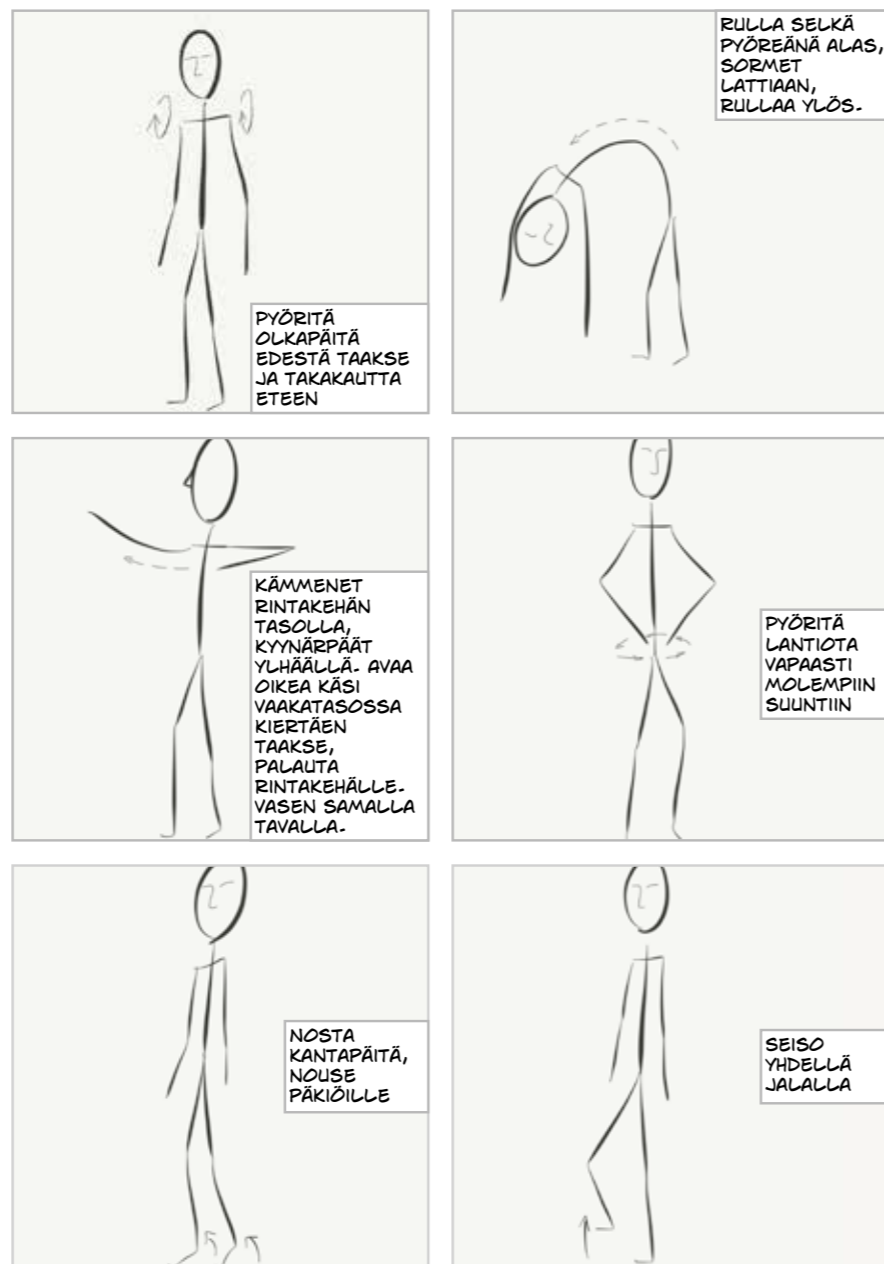 PYÖRITÄ
OLKAPÄITÄ
EDESTÄ TAAKSE
JA TAKAKAUTTA
ETEEN
RULLA SELKÄ
PYÖREÄNÄ ALAS,
SORMET
LATTIAAN,
RULLAA YLÖS.
KÄMMENET
RINTAKEHÄN
TASOLLA,
KYYNÄRPÄÄT
YLHÄÄLLÄ. AVAA
OIKEA KÄSI
VAAKATASOSSA
KIERTÄEN
TAAKSE,
PALAUTA
RINTAKEHÄLLE.
VASEN SAMALLA
TAVALLA.
PYÖRITÄ
LANTIOTA
VAPAASTI
MOLEMPIIN
SUUNTIIN
NOSTA
KANTAPÄITÄ,
NOUSE
PÄKIÖILLE
SEISO
YHDELLÄ
JALALLA